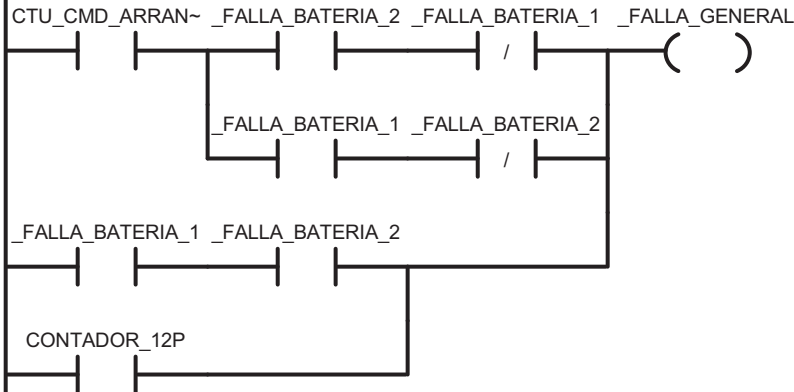 CTU_CMD_ARRAN~ _FALLA_BATERIA_2 _FALLA_BATERIA_1 _FALLA_GENERAL
/
_FALLA_BATERIA_1 _FALLA_BATERIA_2
/
_FALLA_BATERIA_1 _FALLA_BATERIA_2
CONTADOR_12P